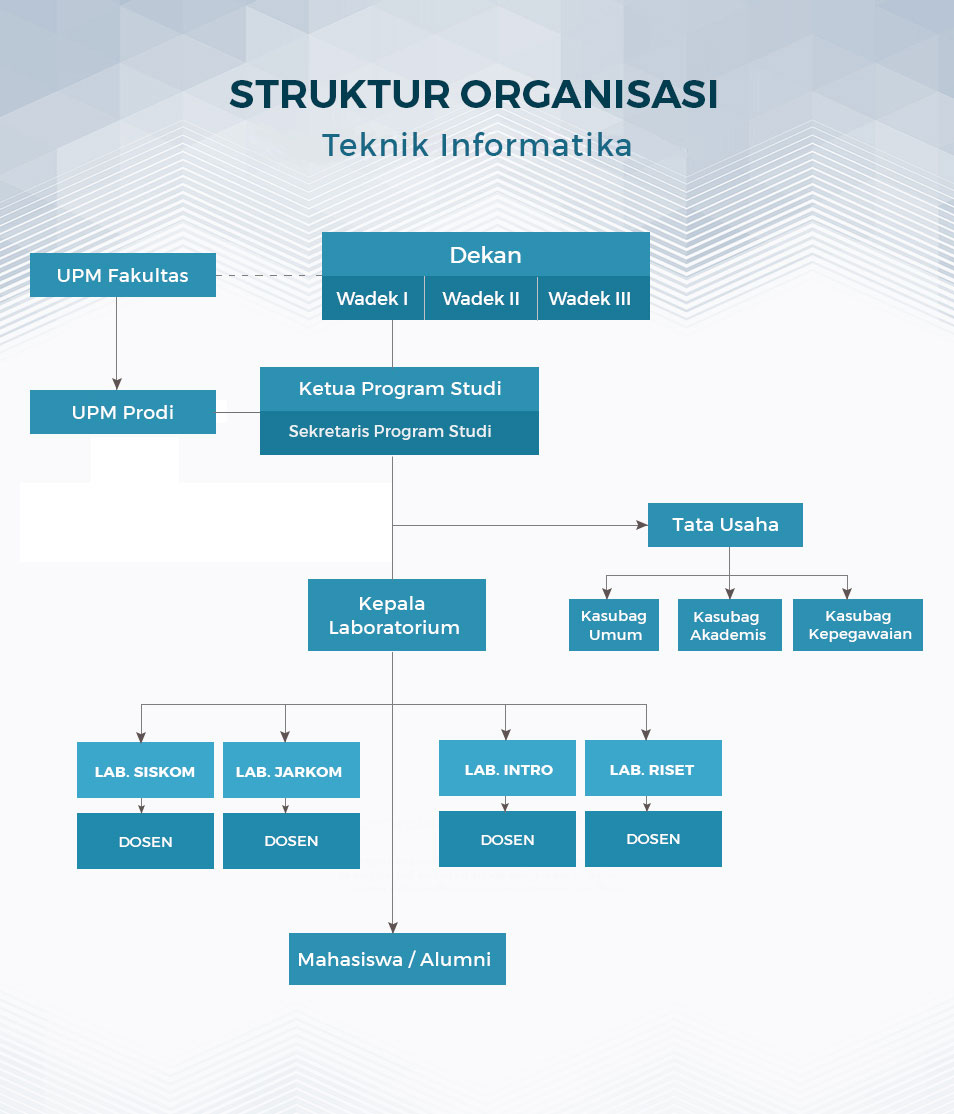 STRUKTUR ORGANISASI
Teknik Informatika
Dekan
UPM Fakultas
Wadek I
Wadek II
Wadek III
Ketua Program Studi
UPM Prodi
Sekretaris Program Studi
Tata Usaha
Kepala
Laboratorium
Kasubag
Umum
Kasubag
Akademis
Kasubag
Kepegawaian
LAB. SISKOM
LAB. JARKOM
LAB. INTRO
LAB. RISET
DOSEN
DOSEN
DOSEN
DOSEN
Mahasiswa / Alumni